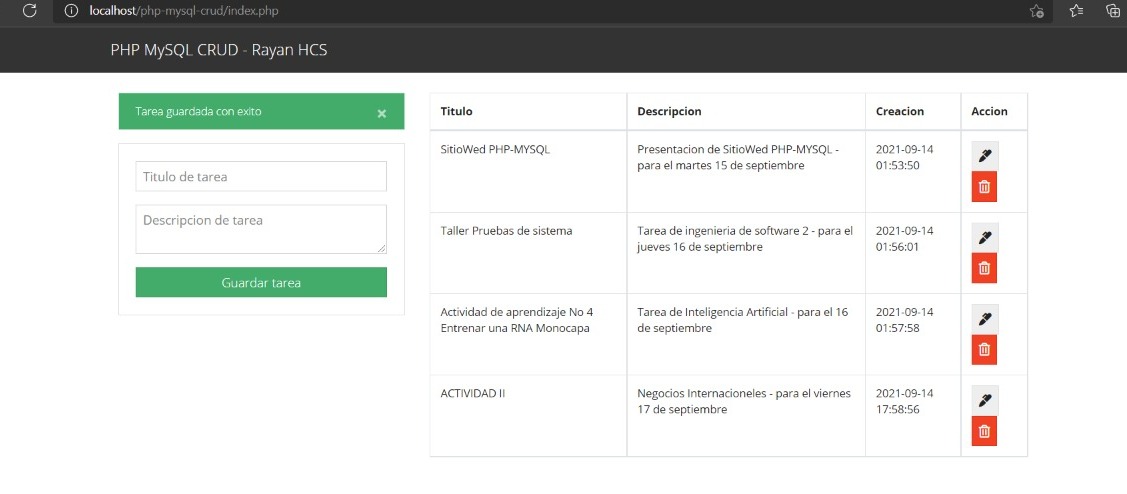 localhost/php-mysql-crud/index.php
PHP MySQL CRUD - Rayan HCS
Tarea guardada con exito ×
Titulo de tarea
Descripcion de tarea
Guardar tarea
Titulo Descripcion Creacion Accion
SitioWed PHP-MYSQL
Presentacion de SitioWed PHP-MYSQL -
para el martes 15 de septiembre
2021-09-14
01:53:50
Taller Pruebas de sistema
Tarea de ingenieria de software 2 - para el
jueves 16 de septiembre
2021-09-14
01:56:01
Actividad de aprendizaje No 4
Entrenar una RNA Monocapa
Tarea de Inteligencia Artificial - para el 16
de septiembre
2021-09-14
01:57:58
ACTIVIDAD II
Negocios Internacioneles - para el viernes
17 de septiembre
2021-09-14
17:58:56